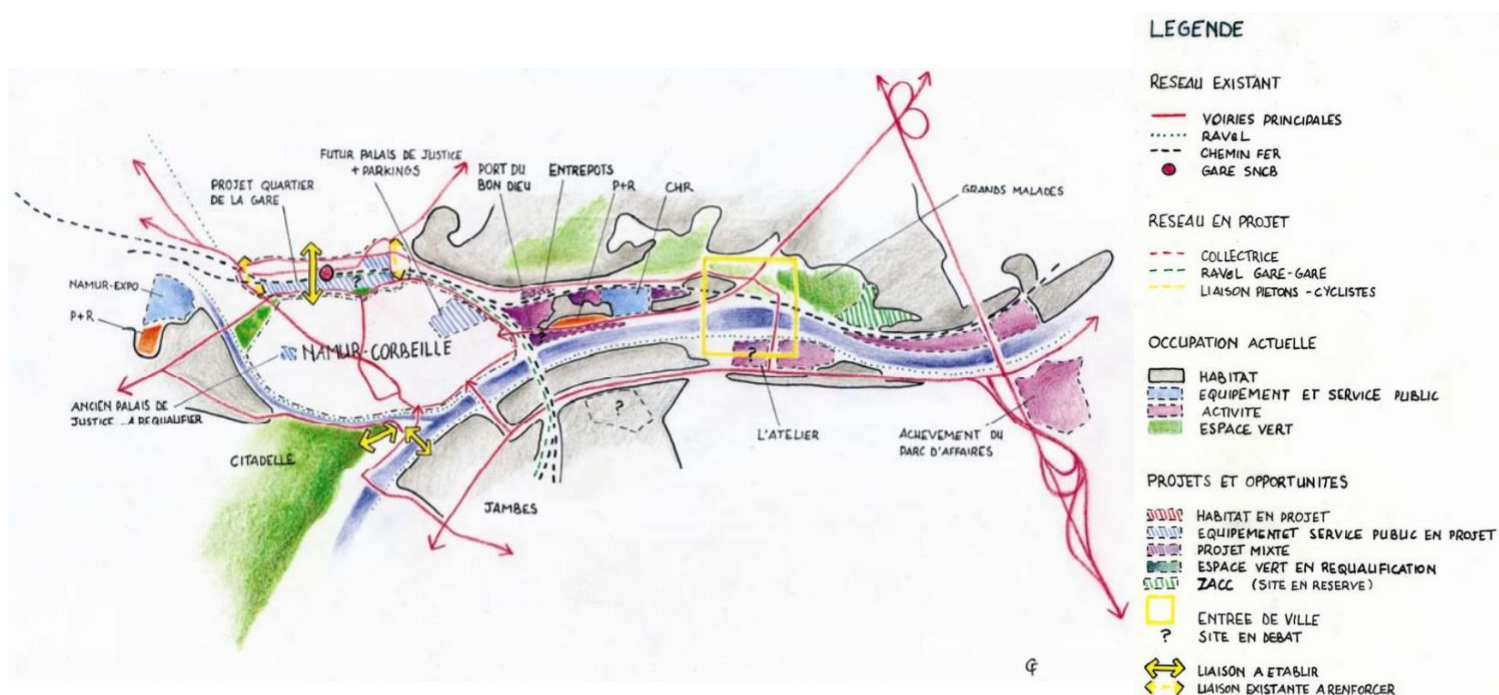 FUTUR PALAIS DE JUSTICE
+ PARKINGS
PROJET QUARTIER
DE LA GARE
PORT DU
BON DIEU
ENTREPOTS
P+R
CHR
GRANDS MALADES
NAMUR-EXPO
P+R
?
NAMUR-CORBEILLE
ANCIEN PALAIS DE
JUSTICE ...A REQUALIFIER
CITADELLE
JAMBES
?
?
L'ATELIER
ACHEVEMENT DU
PARC D'AFFAIRES
LEGENDE
RESEAU EXISTANT
VOIRIES PRINCIPALES
RAVeL
CHEMIN FER
GARE SNCB
RESEAU EN PROJET
COLLECTRICE
RAVeL GARE-GARE
LIAISON PIETONS-CYCLISTES
OCCUPATION ACTUELLE
HABITAT
EQUIPEMENT ET SERVICE PUBLIC
ACTIVITE
ESPACE VERT
PROJETS ET OPPORTUNITES
HABITAT EN PROJET
EQUIPEMENT ET SERVICE PUBLIC EN PROJET
PROJET MIXTE
ESPACE VERT EN REQUALIFICATION
ZACC (SITE EN RESERVE)
ENTREE DE VILLE
? SITE EN DEBAT
LIAISON A ETABLIR
LIAISON EXISTANTE A RENFORCER